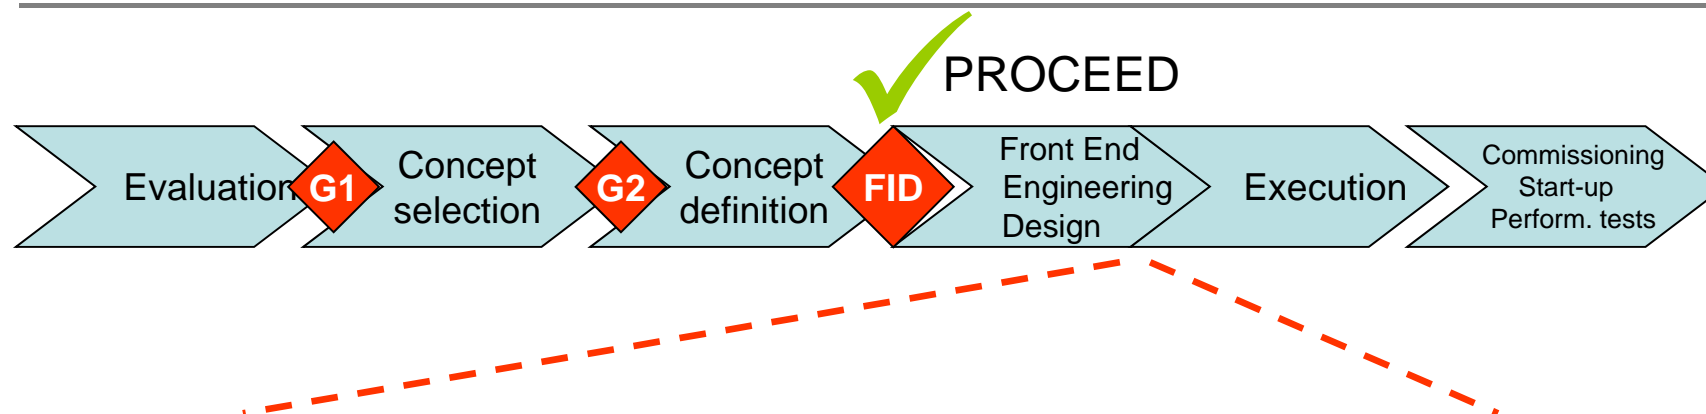 PROCEED
Evaluation
G1
Concept
selection
G2
Concept
definition
FID
Front End
Engineering
Design
Execution
Commissioning
Start-up
Perform. tests